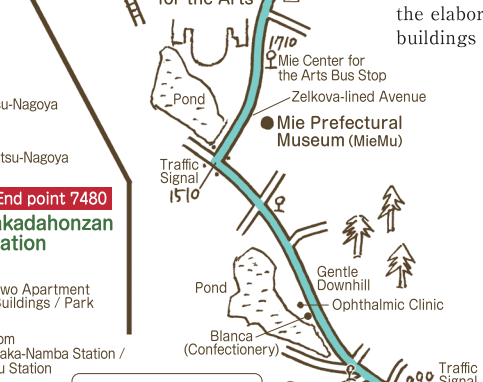 for the Arts
the elabor
buildings
1710
Mie Center for
the Arts Bus Stop
Zelkova-lined Avenue
Pond
Mie Prefectural
Museum (MieMu)
su-Nagoya
tsu-Nagoya
Traffic
Signal
1510
End point 7480
akadahonzan
ation
Gentle
Downhill
Pond
wo Apartment
Buildings / Park
Ophthalmic Clinic
Blanca
(Confectionery)
om
aka-Namba Station /
u Station
Traffic
Signal